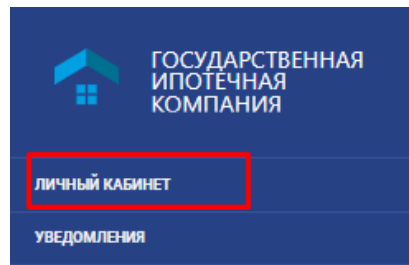 ГОСУДАРСТВЕННАЯ
ИПОТЕЧНАЯ
КОМПАНИЯ
ЛИЧНЫЙ КАБИНЕТ
УВЕДОМЛЕНИЯ